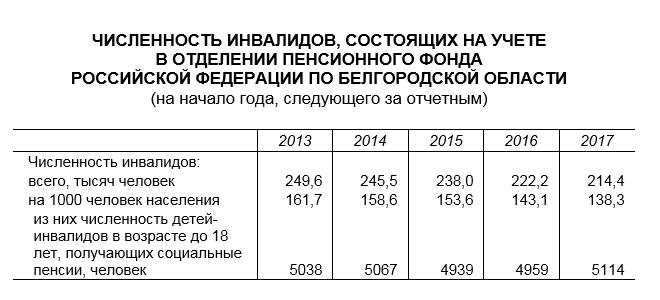 ЧИСЛЕННОСТЬ ИНВАЛИДОВ, СОСТОЯЩИХ НА УЧЕТЕ
В ОТДЕЛЕНИИ ПЕНСИОННОГО ФОНДА
РОССИЙСКОЙ ФЕДЕРАЦИИ ПО БЕЛГОРОДСКОЙ ОБЛАСТИ
(на начало года, следующего за отчетным)
2013 2014 2015 2016 2017
Численность инвалидов:
всего, тысяч человек 249,6 245,5 238,0 222,2 214,4
на 1000 человек населения 161,7 158,6 153,6 143,1 138,3
из них численность детей-
инвалидов в возрасте до 18
лет, получающих социальные
пенсии, человек 5038 5067 4939 4959 5114